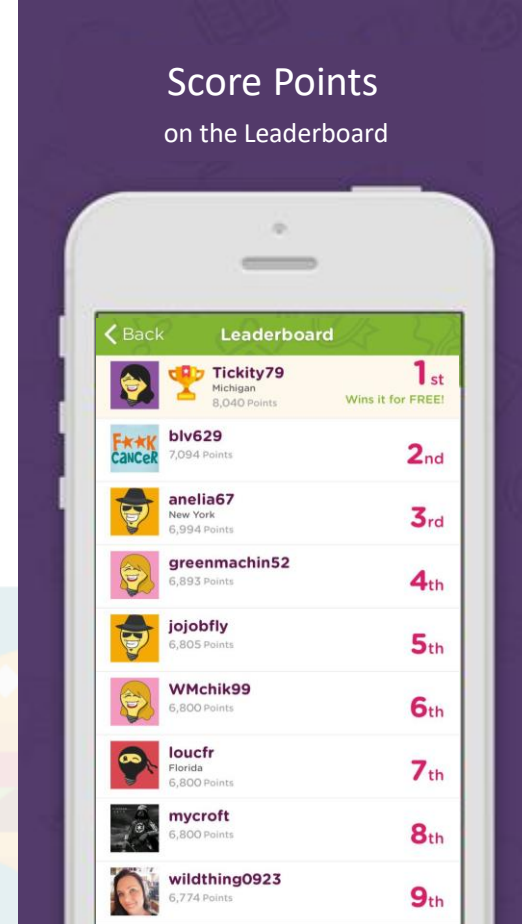 Score Points
on the Leaderboard
Back Leaderboard
Tickity79
Michigan
8,040 Points
1st
Wins it for FREE!
F★★K
CANCER
blv629
7,094 Points
2nd
anelia67
New York
6,994 Points
3rd
greenmachin52
6,893 Points
4th
jojobfly
6,805 Points
5th
WMchik99
6,800 Points
6th
loucfr
Florida
6,800 Points
7th
mycroft
6,800 Points
8th
wildthing0923
6,774 Points
9th